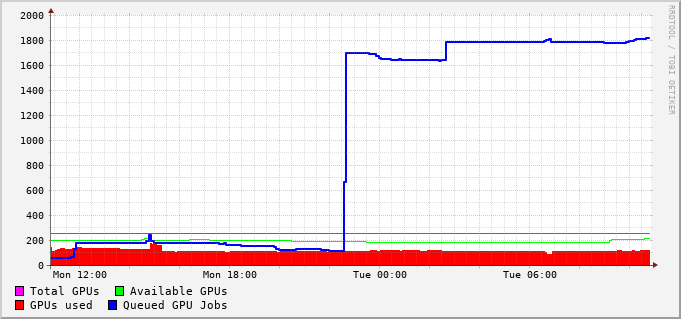 2000
1800
1600
1400
1200
1000
800
600
400
200
0
Mon 12:00 Mon 18:00 Tue 00:00 Tue 06:00
Total GPUs Available GPUs
GPUs used Queued GPU Jobs
RRDTOOL / TOBI OETIKER